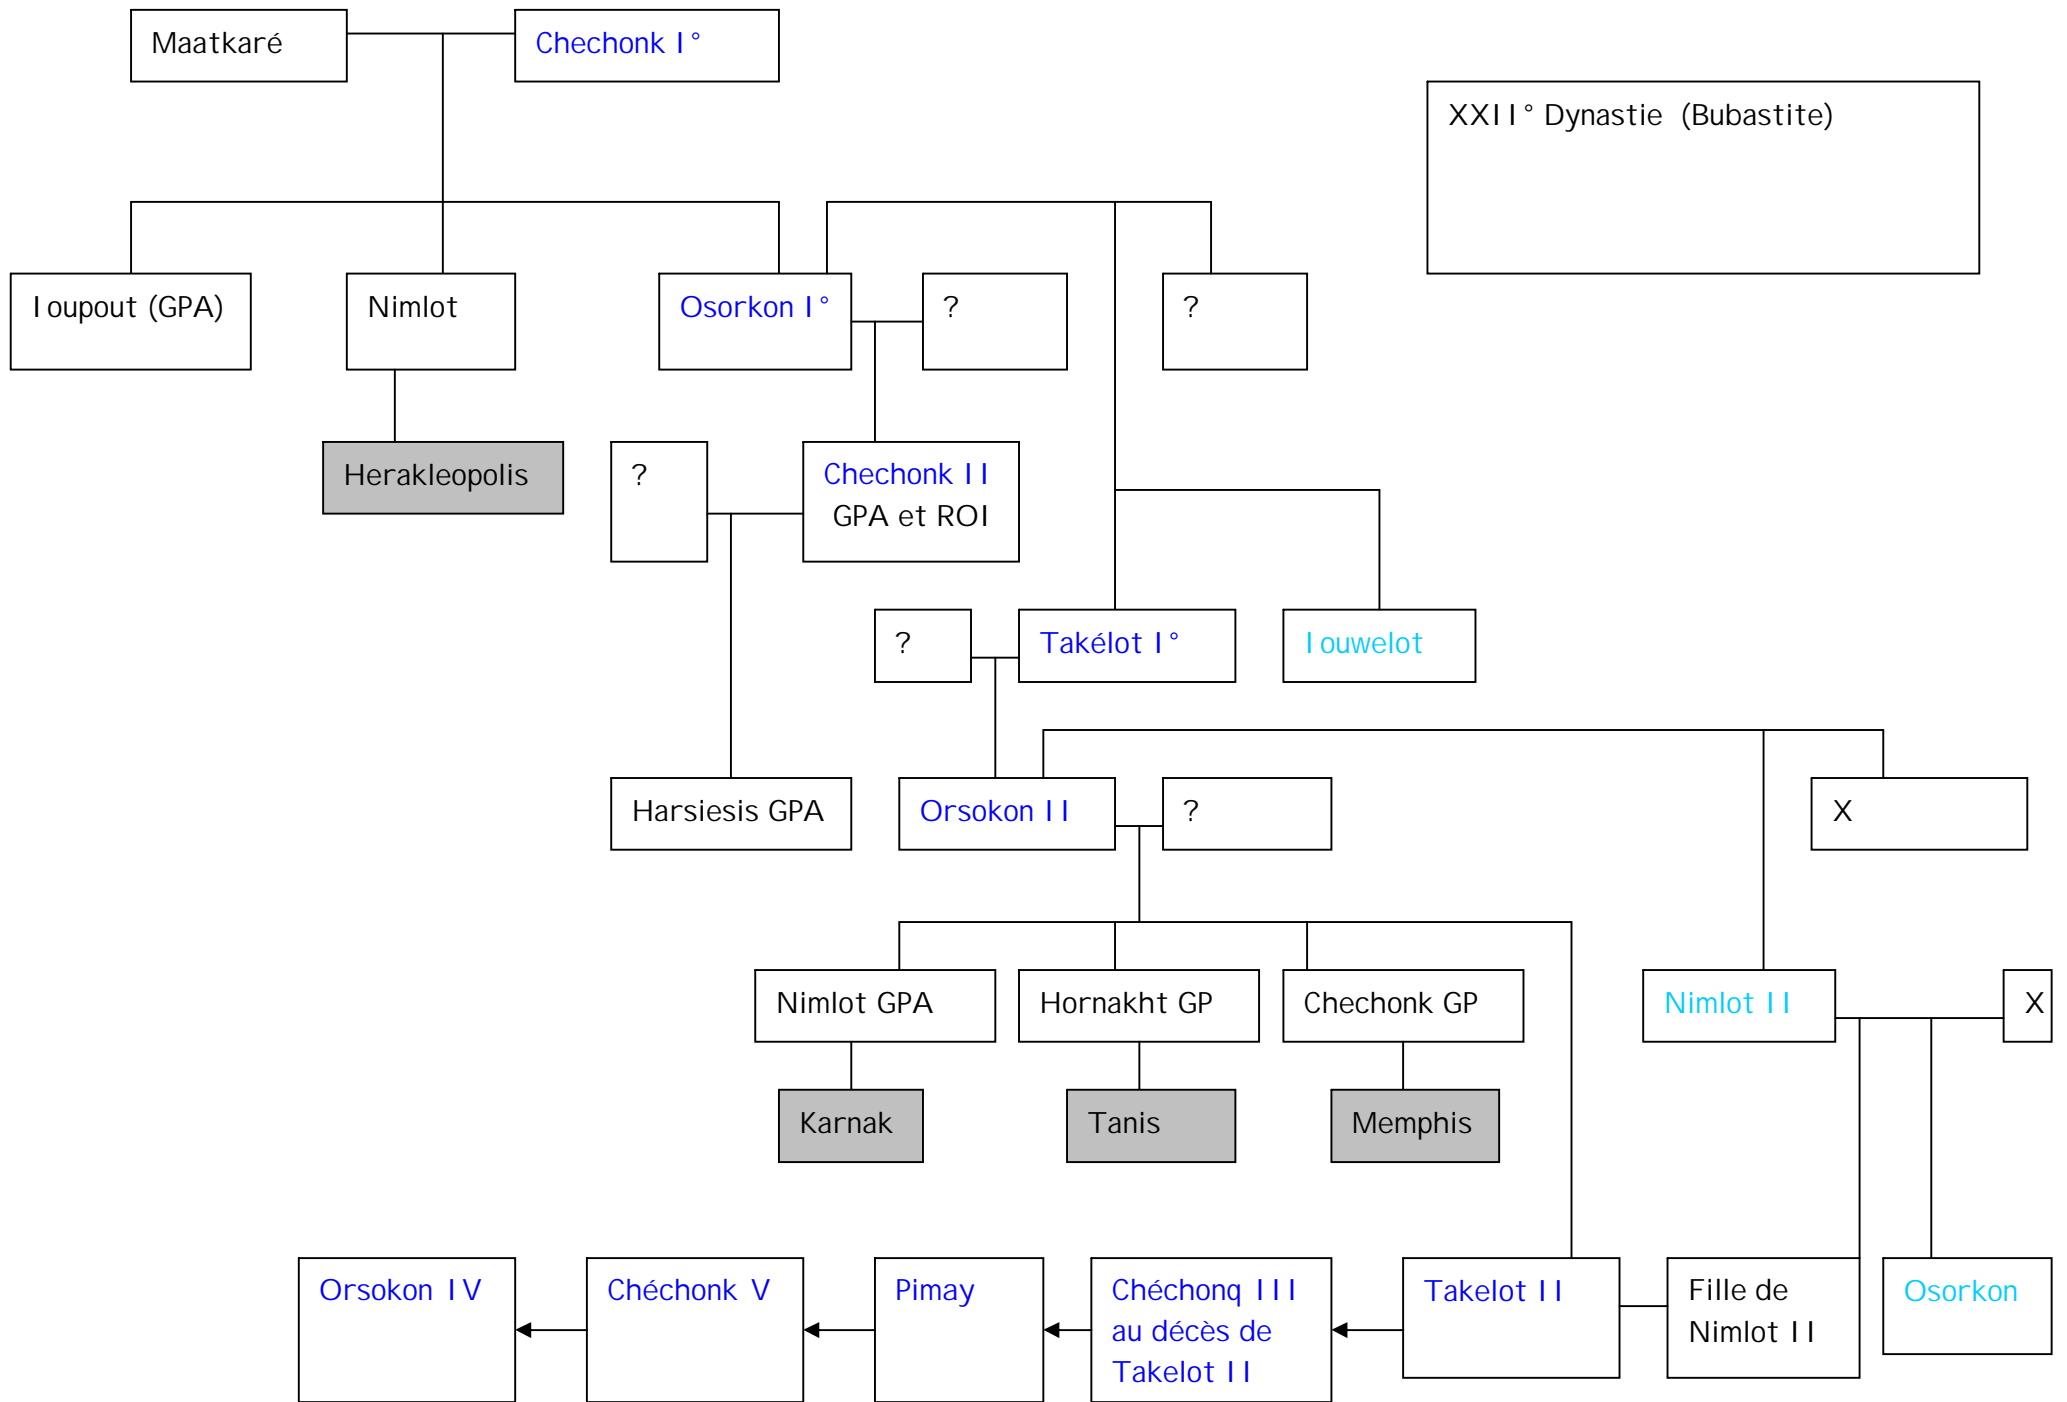 Maatkaré
Chechonk I°
XXII° Dynastie (Bubastite)
Ioupout (GPA)
Nimlot
Osorkon I°
?
?
Herakleopolis
?
Chechonk II
GPA et ROI
?
Takélot I°
Iouwelot
Harsiesis GPA
Orsokon II
?
X
Nimlot GPA
Hornakht GP
Chechonk GP
Nimlot II
X
Karnak
Tanis
Memphis
Orsokon IV
Chéchonk V
Pimay
Chéchonq III
au décès de
Takelot II
Takelot II
Fille de
Nimlot II
Osorkon